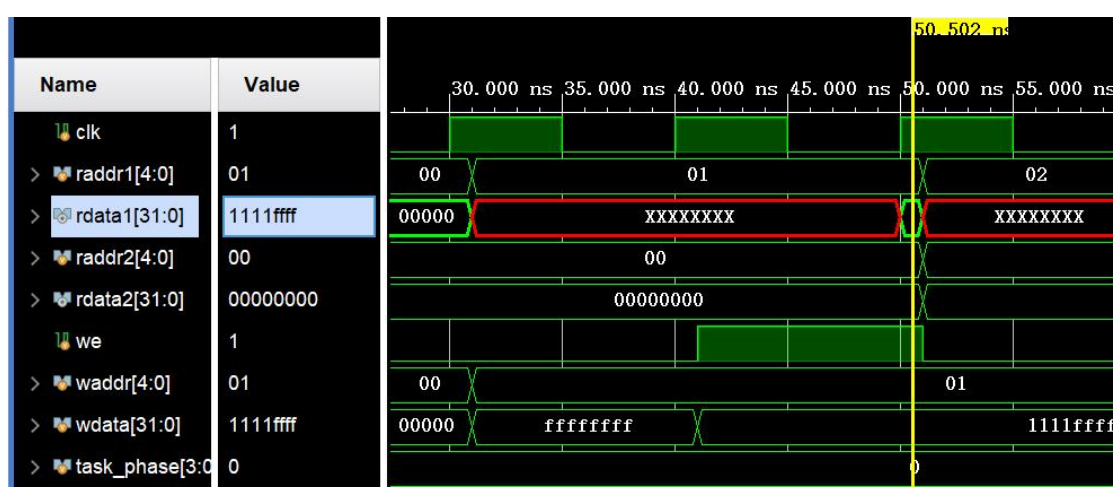 50.502 ns
Name Value 30.000 ns 35.000 ns 40.000 ns 45.000 ns 50.000 ns 55.000 ns
clk 1
raddr1[4:0] 01 00 01 02
rdata1[31:0] 1111ffff 00000 XXXXXXXX XXXXXXXX
raddr2[4:0] 00 00
rdata2[31:0] 00000000 00000000
we 1
waddr[4:0] 01 00 01
wdata[31:0] 1111ffff 00000 ffffffff 1111ffff
task_phase[3:0 0 0